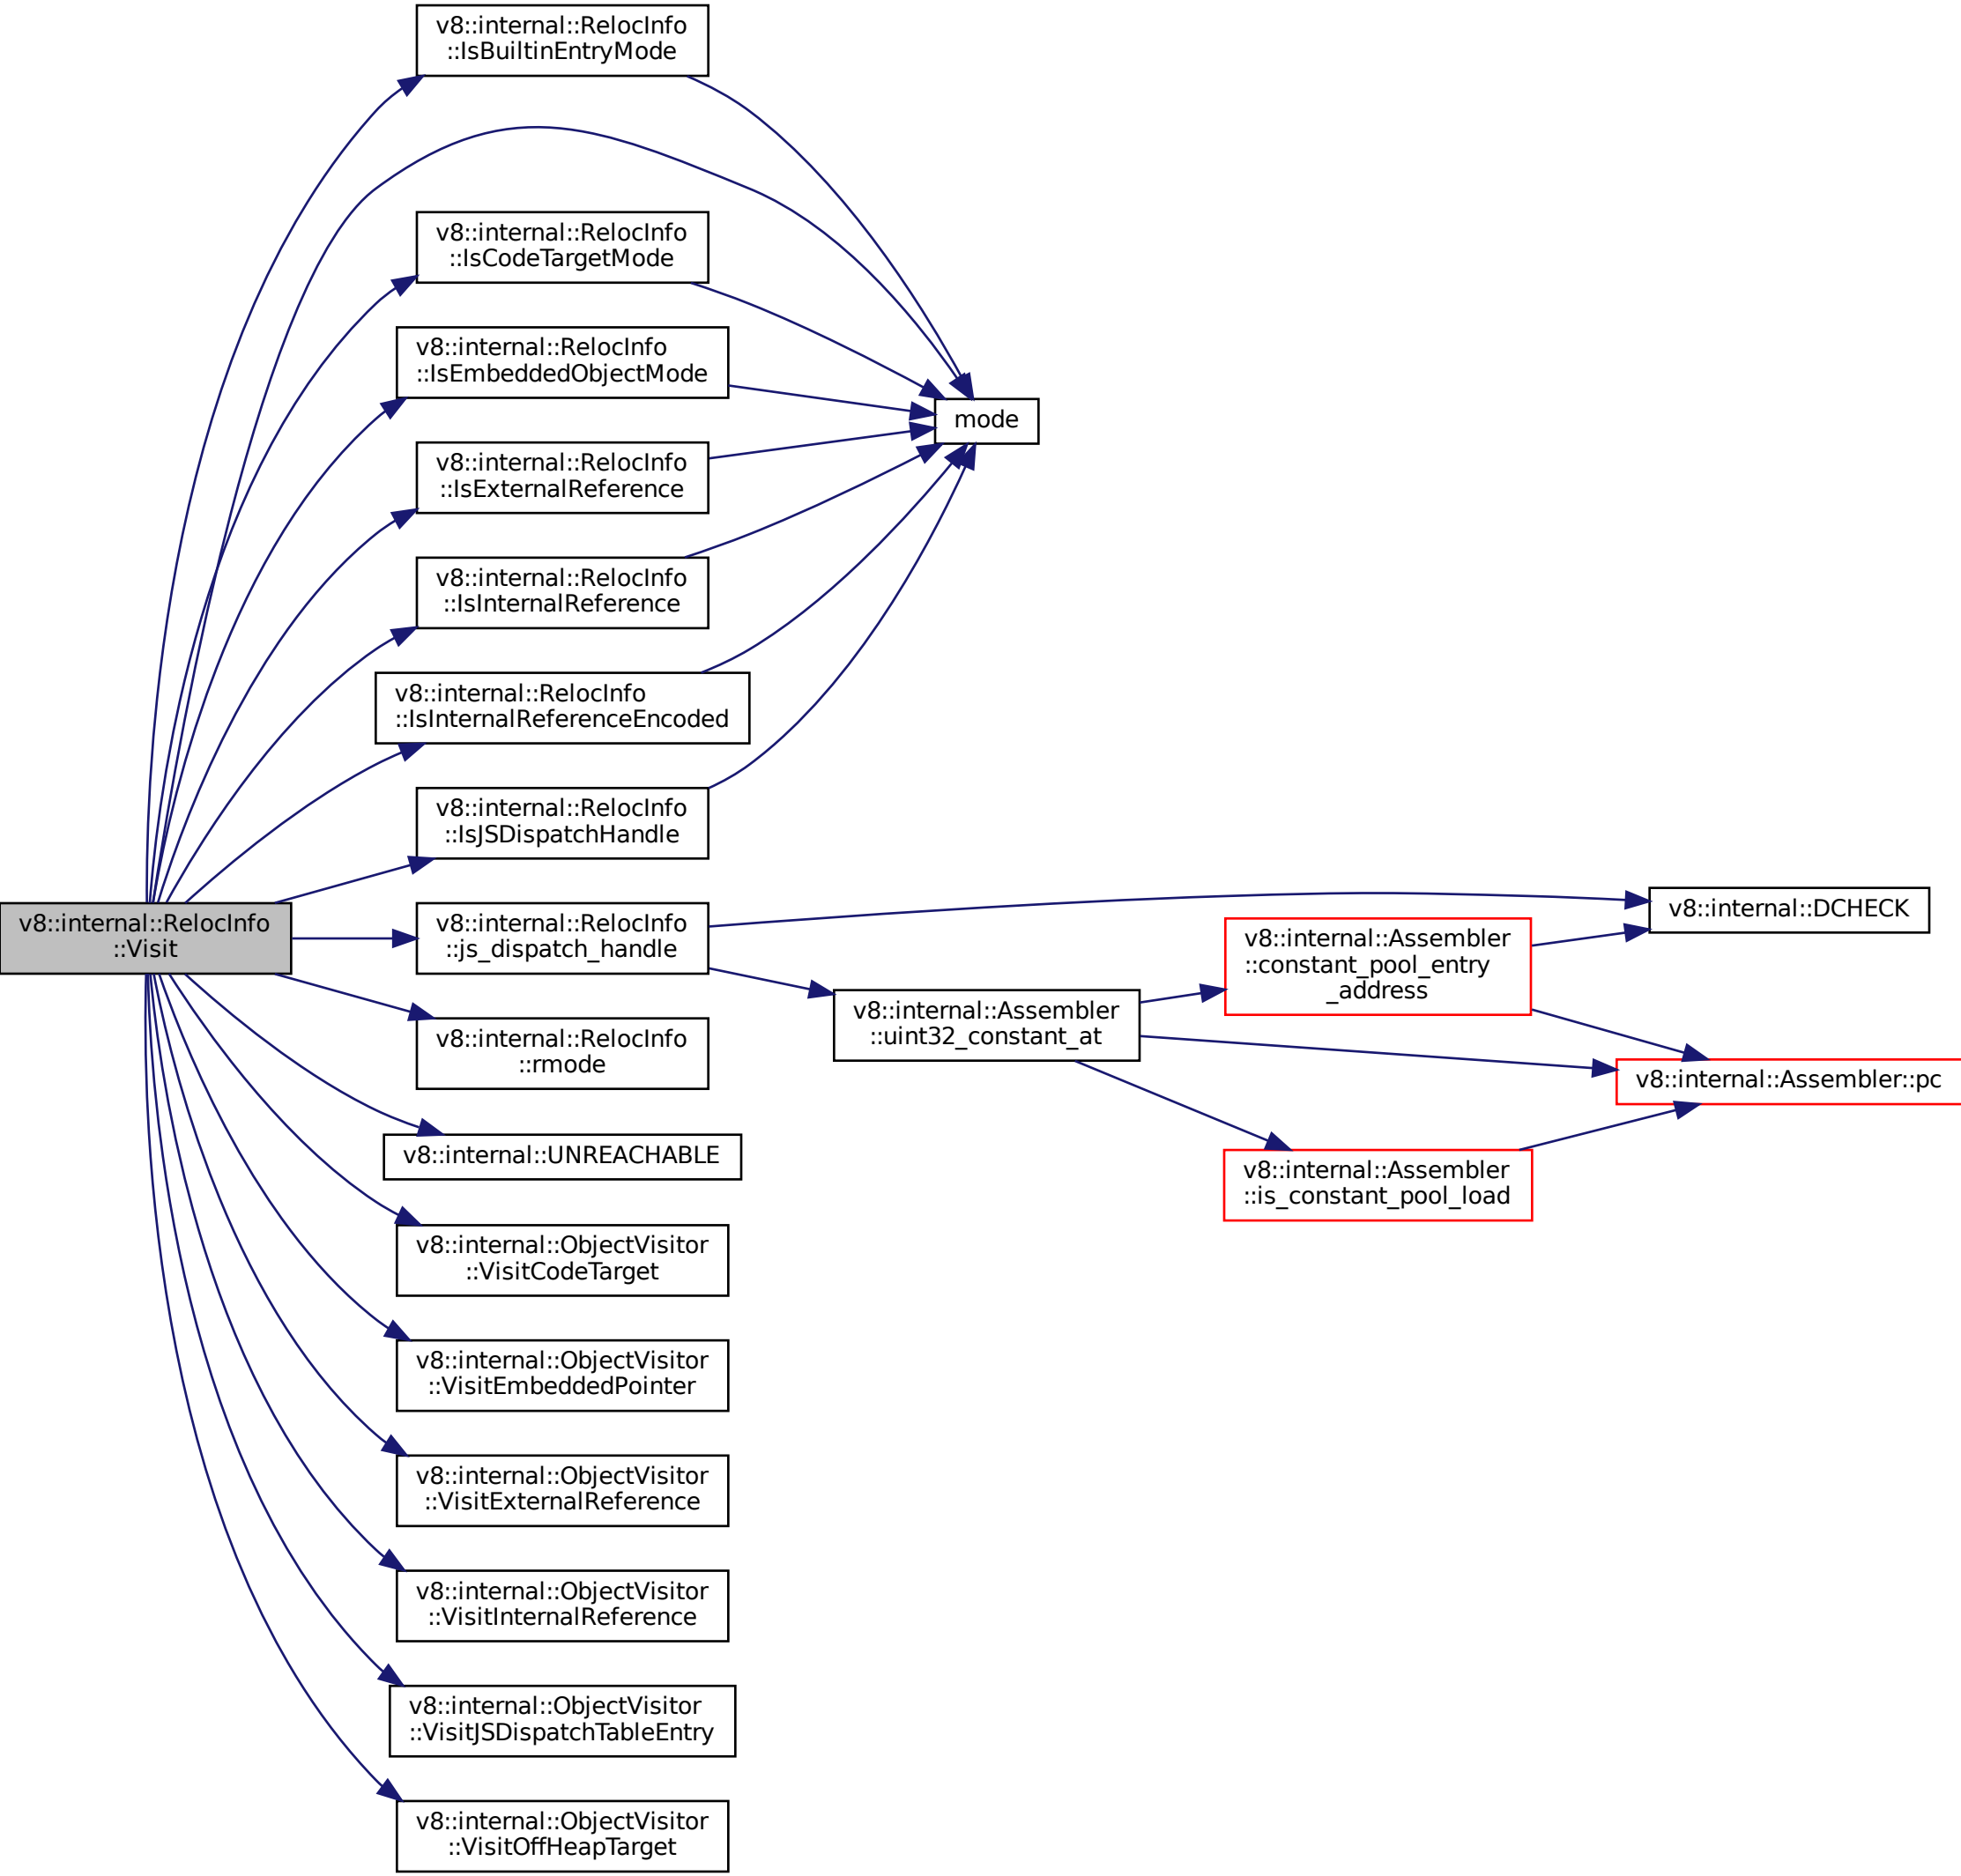 v8::internal::RelocInfo
::IsBuiltinEntryMode
v8::internal::RelocInfo
::IsCodeTargetMode
v8::internal::RelocInfo
::IsEmbeddedObjectMode
mode
v8::internal::RelocInfo
::IsExternalReference
v8::internal::RelocInfo
::IsInternalReference
v8::internal::RelocInfo
::IsInternalReferenceEncoded
v8::internal::RelocInfo
::IsJSDispatchHandle
v8::internal::RelocInfo
::Visit
v8::internal::RelocInfo
::js_dispatch_handle
v8::internal::DCHECK
v8::internal::Assembler
::constant_pool_entry
_address
v8::internal::Assembler
::uint32_constant_at
v8::internal::RelocInfo
::rmode
v8::internal::Assembler::pc
v8::internal::UNREACHABLE
v8::internal::Assembler
::is_constant_pool_load
v8::internal::ObjectVisitor
::VisitCodeTarget
v8::internal::ObjectVisitor
::VisitEmbeddedPointer
v8::internal::ObjectVisitor
::VisitExternalReference
v8::internal::ObjectVisitor
::VisitInternalReference
v8::internal::ObjectVisitor
::VisitJSDispatchTableEntry
v8::internal::ObjectVisitor
::VisitOffHeapTarget